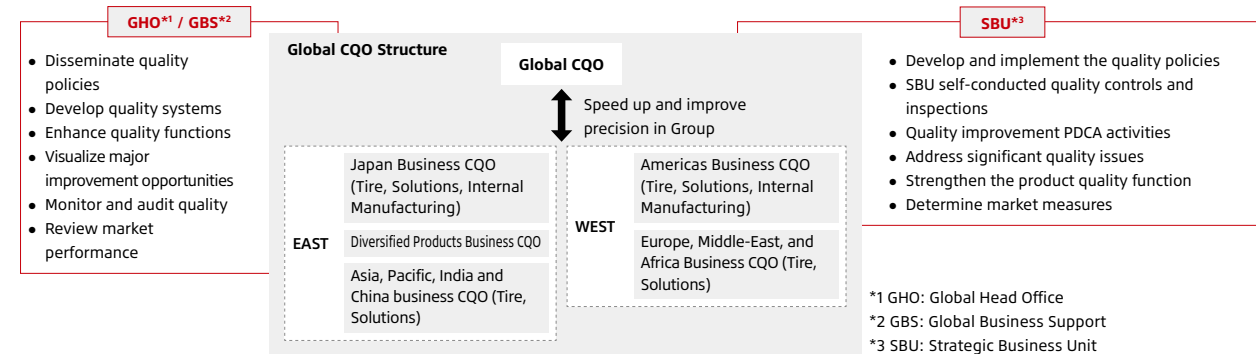 GHO*1 / GBS*2
• Disseminate quality
policies
• Develop quality systems
• Enhance quality functions
• Visualize major
improvement opportunities
• Monitor and audit quality
• Review market
performance
Global CQO Structure
Global CQO
Speed up and improve
precision in Group
EAST
Japan Business CQO
(Tire, Solutions, Internal
Manufacturing)
Diversified Products Business CQO
Asia, Pacific, India and
China business CQO (Tire,
Solutions)
WEST
Americas Business CQO
(Tire, Solutions, Internal
Manufacturing)
Europe, Middle-East, and
Africa Business CQO (Tire,
Solutions)
SBU*3
• Develop and implement the quality policies
• SBU self-conducted quality controls and
inspections
• Quality improvement PDCA activities
• Address significant quality issues
• Strengthen the product quality function
• Determine market measures
*1 GHO: Global Head Office
*2 GBS: Global Business Support
*3 SBU: Strategic Business Unit